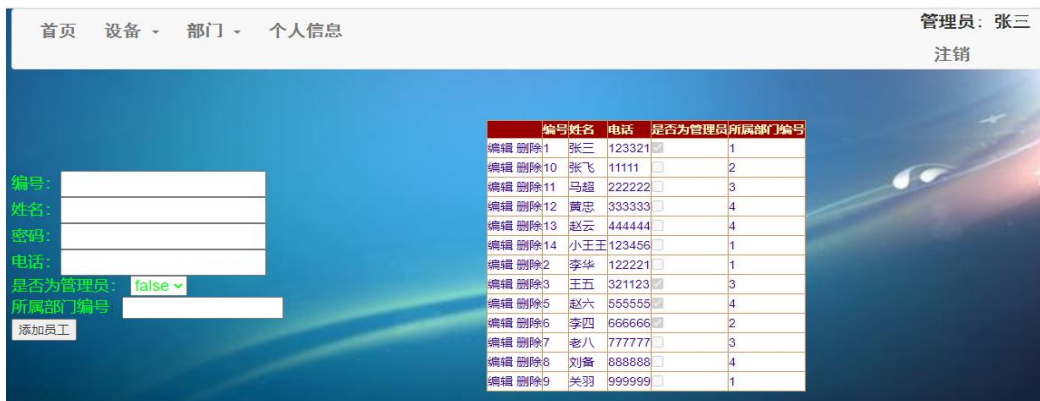 首页 设备 部门 个人信息
管理员：张三
注销
编号：
姓名：
密码：
电话：
是否为管理员： false
所属部门编号
添加员工
编号 姓名 电话 是否为管理员 所属部门编号
编辑 删除 1 张三 123321 1
编辑 删除 10 张飞 11111 2
编辑 删除 11 马超 222222 3
编辑 删除 12 黄忠 333333 4
编辑 删除 13 赵云 444444 4
编辑 删除 14 小王王 123456 1
编辑 删除 2 李华 122221 1
编辑 删除 3 王五 321123 3
编辑 删除 5 赵六 555555 4
编辑 删除 6 李四 666666 2
编辑 删除 7 老八 777777 3
编辑 删除 8 刘备 888888 4
编辑 删除 9 关羽 999999 1